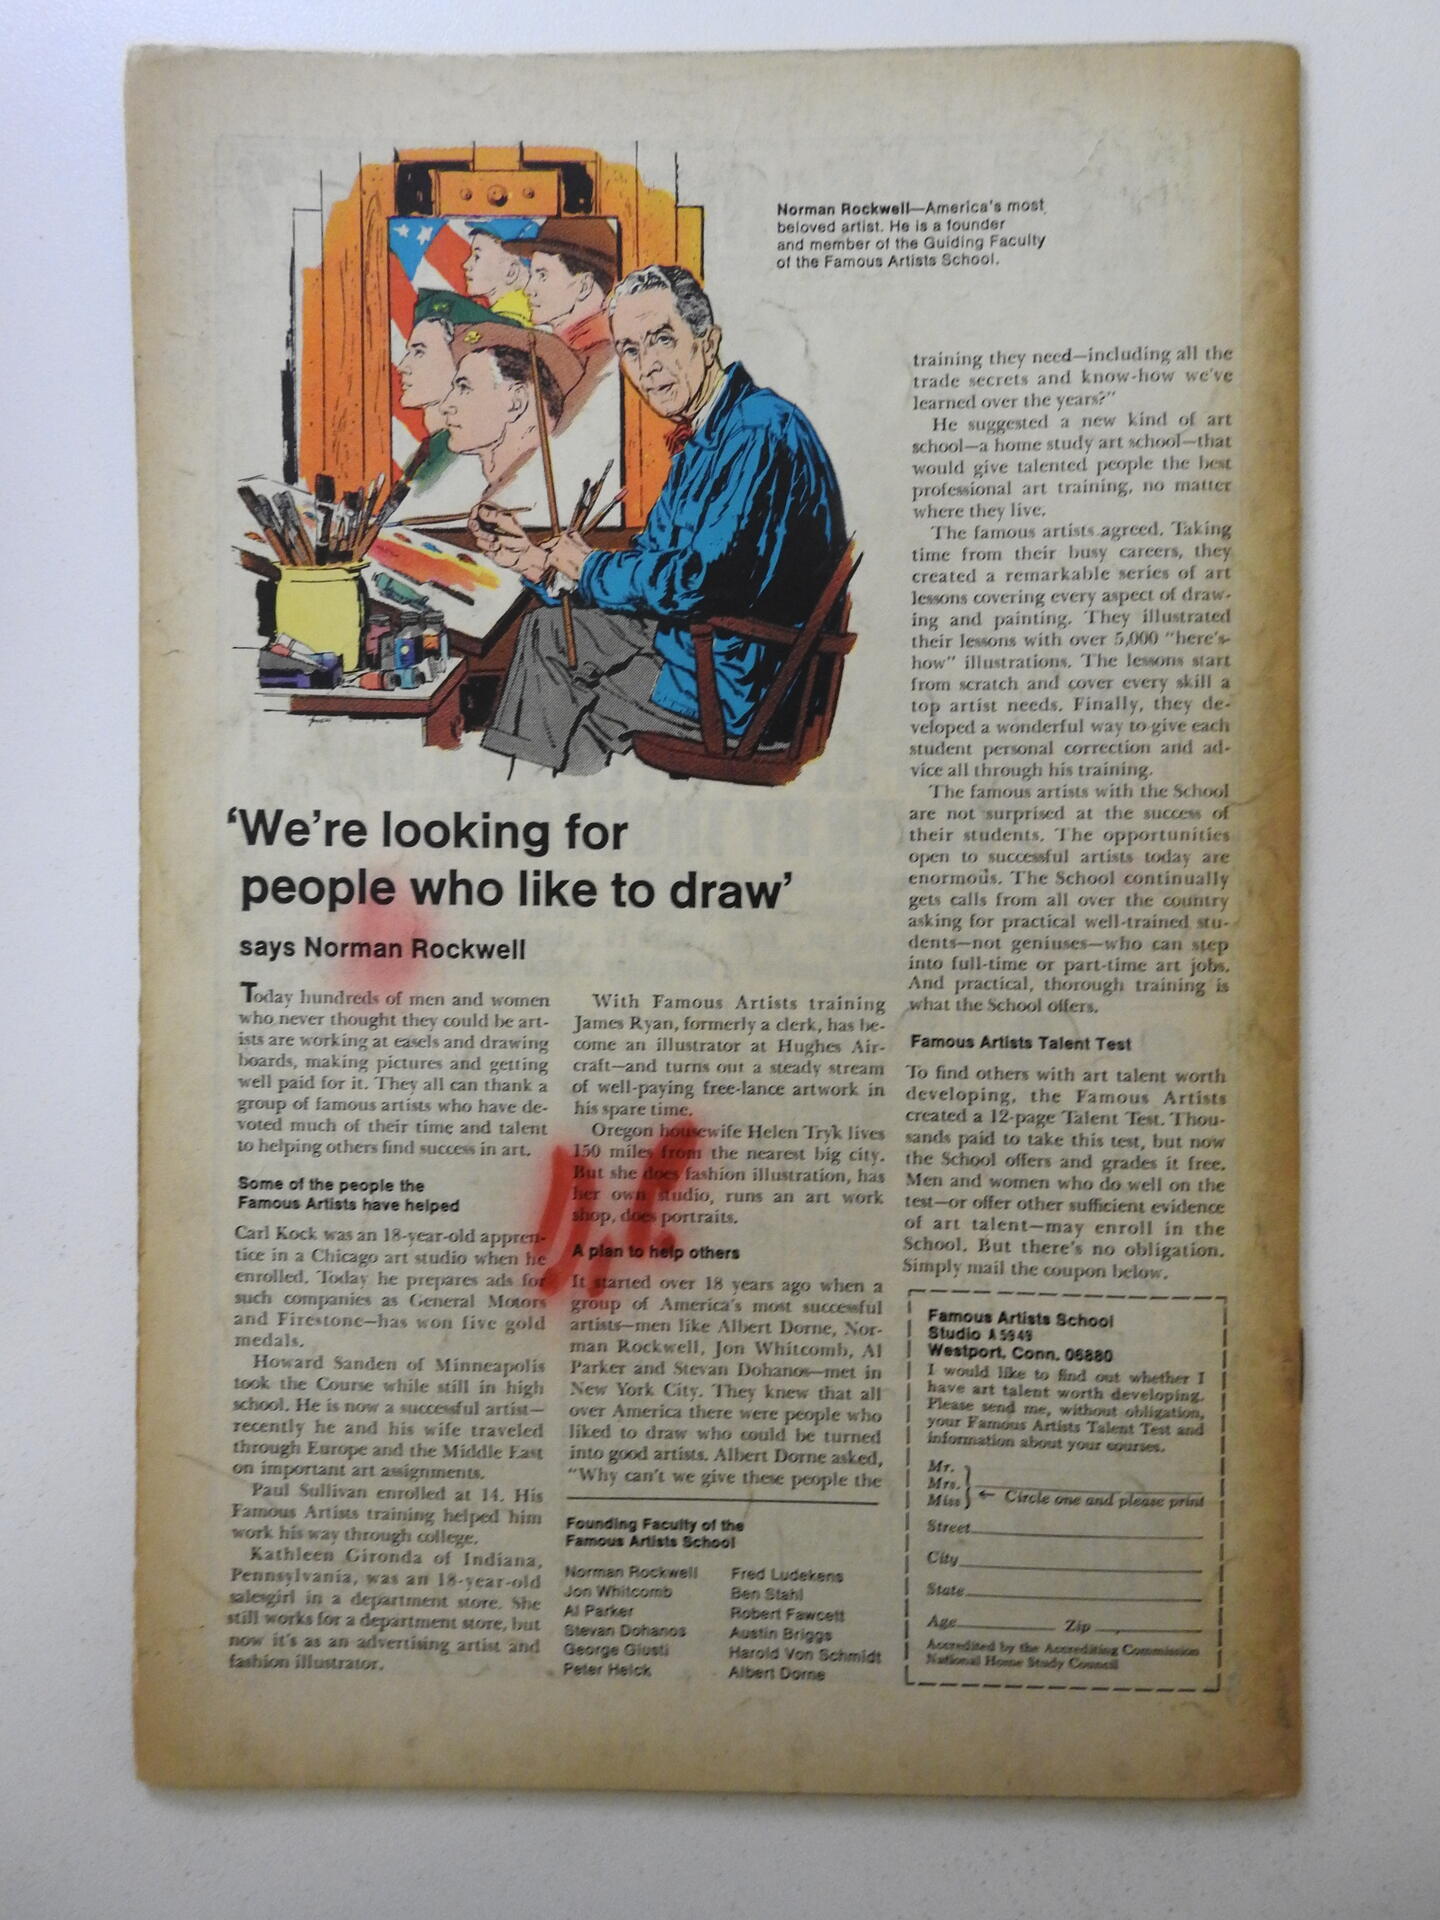 Norman Rockwell—America's most
beloved artist. He is a founder
and member of the Guiding Faculty
of the Famous Artists School.
'We're looking for
people who like to draw'
says Norman Rockwell
Today hundreds of men and women
who never thought they could be art-
ists are working at easels and drawing
boards, making pictures and getting
well paid for it. They all can thank a
group of famous artists who have de-
voted much of their time and talent
to helping others find success in art.
Some of the people the
Famous Artists have helped
Carl Kock was an 18-year-old appren-
tice in a Chicago art studio when he
enrolled. Today he prepares ads for
such companies as General Motors
and Firestone—has won five gold
medals.
Howard Sanden of Minneapolis
took the Course while still in high
school. He is now a successful artist—
recently he and his wife traveled
through Europe and the Middle East
on important art assignments.
Paul Sullivan enrolled at 14. His
Famous Artists training helped him
work his way through college.
Kathleen Gironda of Indiana,
Pennsylvania, was an 18-year-old
salesgirl in a department store. She
still works for a department store, but
now it's as an advertising artist and
fashion illustrator.
With Famous Artists training
James Ryan, formerly a clerk, has be-
come an illustrator at Hughes Air-
craft—and turns out a steady stream
of well-paying free-lance artwork in
his spare time.
Oregon housewife Helen Tryk lives
150 miles from the nearest big city.
But she does fashion illustration, has
her own studio, runs an art work
shop, does portraits.
A plan to help others
It started over 18 years ago when a
group of America's most successful
artists—men like Albert Dorne, Nor-
man Rockwell, Jon Whitcomb, Al
Parker and Stevan Dohanos—met in
New York City. They knew that all
over America there were people who
liked to draw who could be turned
into good artists. Albert Dorne asked,
"Why can't we give these people the
training they need—including all the
trade secrets and know-how we've
learned over the years?"
He suggested a new kind of art
school—a home study art school—that
would give talented people the best
professional art training, no matter
where they live.
The famous artists agreed. Taking
time from their busy careers, they
created a remarkable series of art
lessons covering every aspect of draw-
ing and painting. They illustrated
their lessons with over 5,000 "here's-
how" illustrations. The lessons start
from scratch and cover every skill a
top artist needs. Finally, they de-
veloped a wonderful way to give each
student personal correction and ad-
vice all through his training.
The famous artists with the School
are not surprised at the success of
their students. The opportunities
open to successful artists today are
enormous. The School continually
gets calls from all over the country
asking for practical well-trained stu-
dents—not geniuses—who can step
into full-time or part-time art jobs.
And practical, thorough training is
what the School offers.
Famous Artists Talent Test
To find others with art talent worth
developing, the Famous Artists
created a 12-page Talent Test. Thou-
sands paid to take this test, but now
the School offers and grades it free.
Men and women who do well on the
test—or offer other sufficient evidence
of art talent—may enroll in the
School. But there's no obligation.
Simply mail the coupon below.
Founding Faculty of the
Famous Artists School
Norman Rockwell
Jon Whitcomb
Al Parker
Stevan Dohanos
George Giusti
Peter Helck
Fred Ludekens
Ben Stahl
Robert Fawcett
Austin Briggs
Harold Von Schmidt
Albert Dorne
Famous Artists School
Studio A 5949
Westport, Conn. 06880
I would like to find out whether I
have art talent worth developing.
Please send me, without obligation,
your Famous Artists Talent Test and
information about your courses.
Mr.
Mrs.
Miss
← Circle one and please print
Street
City
State
Age Zip
Accredited by the Accrediting Commission
National Home Study Council